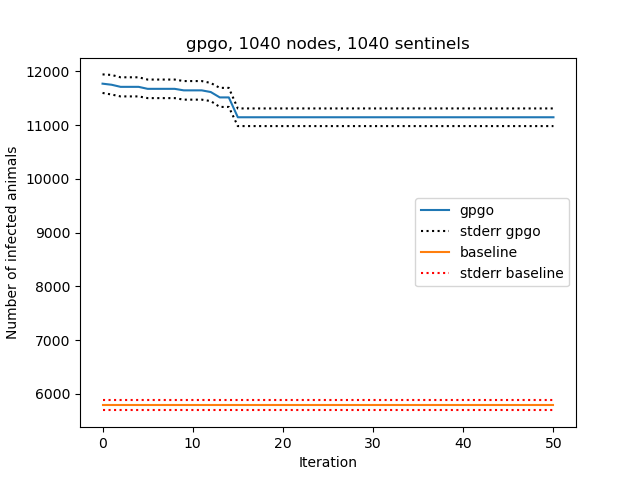 gpgo, 1040 nodes, 1040 sentinels
12000
11000
10000
9000
8000
7000
6000
Number of infected animals
gpgo
stderr gpgo
baseline
stderr baseline
0
10
20
30
40
50
Iteration